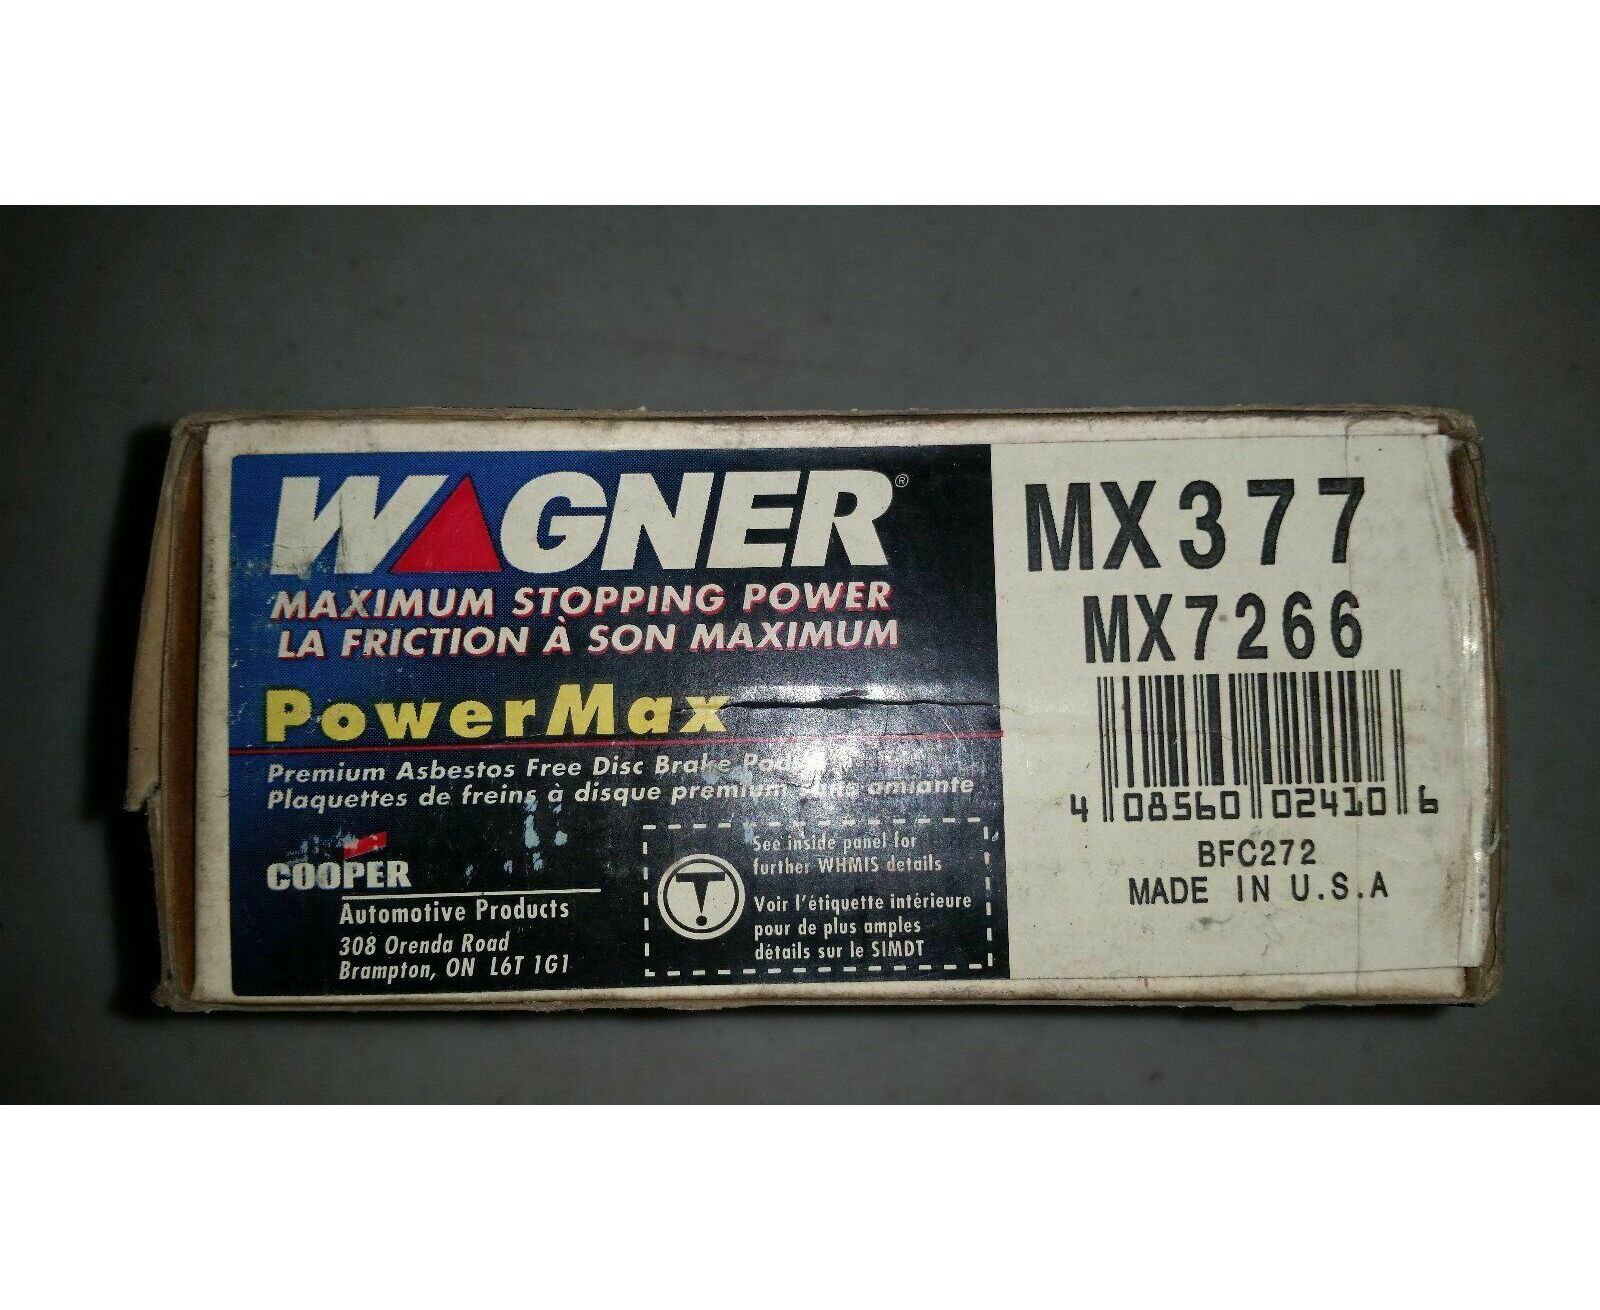 WAGNER®
MAXIMUM STOPPING POWER
LA FRICTION À SON MAXIMUM
PowerMax
Premium Asbestos Free Disc Brake
Plaquettes de freins à disque premium sans amiante
COOPER
Automotive Products
308 Orenda Road
Brampton, ON L6T 1G1
See inside panel for
further WHMIS details
Voir l'étiquette intérieure
pour de plus amples
détails sur le SIMDT
MX377
MX7266
4 08560 02410 6
BFC272
MADE IN U.S.A